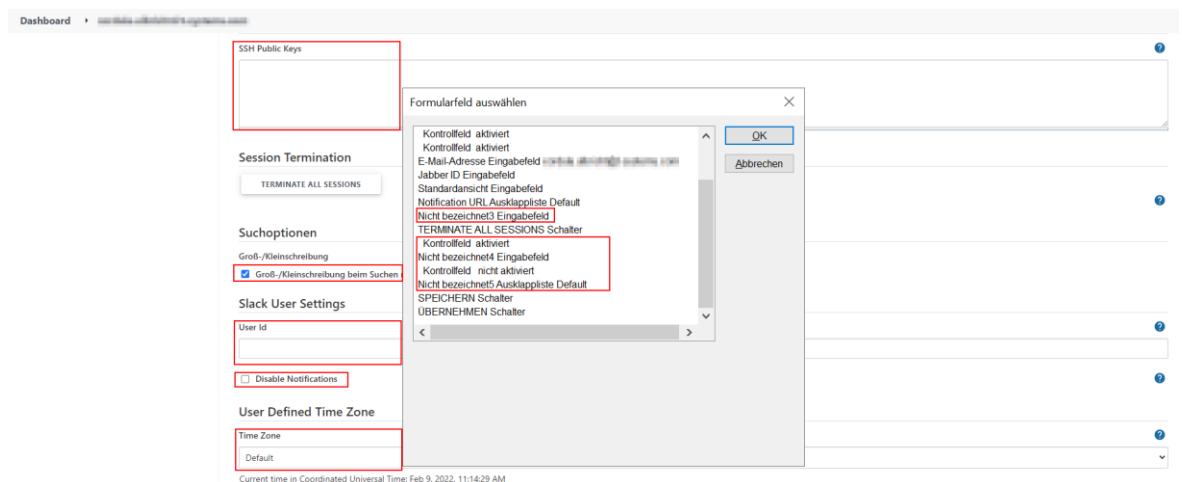 Dashboard
SSH Public Keys
Formularfeld auswählen
Kontrollfeld aktiviert
Kontrollfeld aktiviert
E-Mail-Adresse Eingabefeld
Jabber ID Eingabefeld
Standardansicht Eingabefeld
Notification URL Ausklappliste Default
Nicht bezeichnet3 Eingabefeld
TERMINATE ALL SESSIONS Schalter
Kontrollfeld aktiviert
Nicht bezeichnet4 Eingabefeld
Kontrollfeld nicht aktiviert
Nicht bezeichnet5 Ausklappliste Default
SPEICHERN Schalter
ÜBERNEHMEN Schalter
OK
Abbrechen
Session Termination
TERMINATE ALL SESSIONS
Suchoptionen
Groß-/Kleinschreibung
Groß-/Kleinschreibung beim Suchen
Slack User Settings
User Id
Disable Notifications
User Defined Time Zone
Time Zone
Default
Current time in Coordinated Universal Time: Feb 9, 2022, 11:14:29 AM